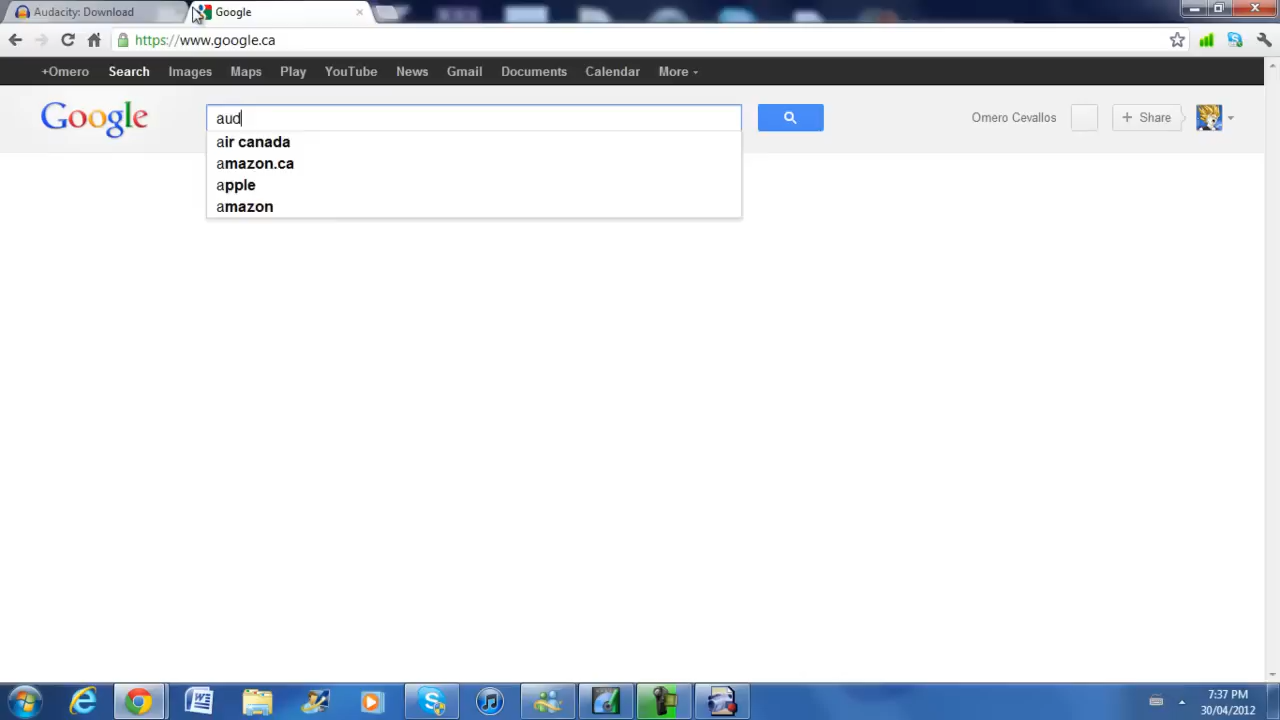 Audacity: Download
Google
https://www.google.ca
+Omero Search Images Maps Play YouTube News Gmail Documents Calendar More
Google
aud
Omero Cevallos
+ Share
air canada
amazon.ca
apple
amazon
7:37 PM
30/04/2012